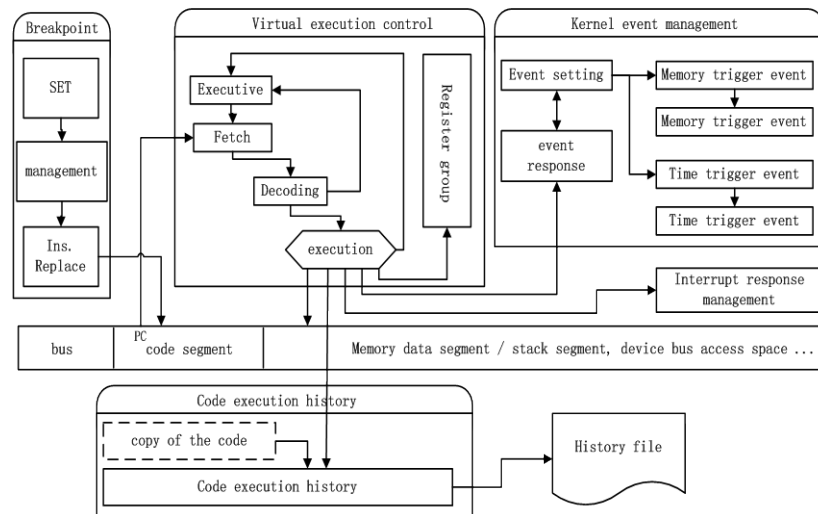 Breakpoint
SET
management
Ins.
Replace
Virtual execution control
Executive
Fetch
Decoding
execution
Register group
Kernel event management
Event setting
event
response
Memory trigger event
Memory trigger event
Time trigger event
Time trigger event
Interrupt response
management
bus
PC
code segment
Memory data segment / stack segment, device bus access space ...
Code execution history
copy of the code
Code execution history
History file